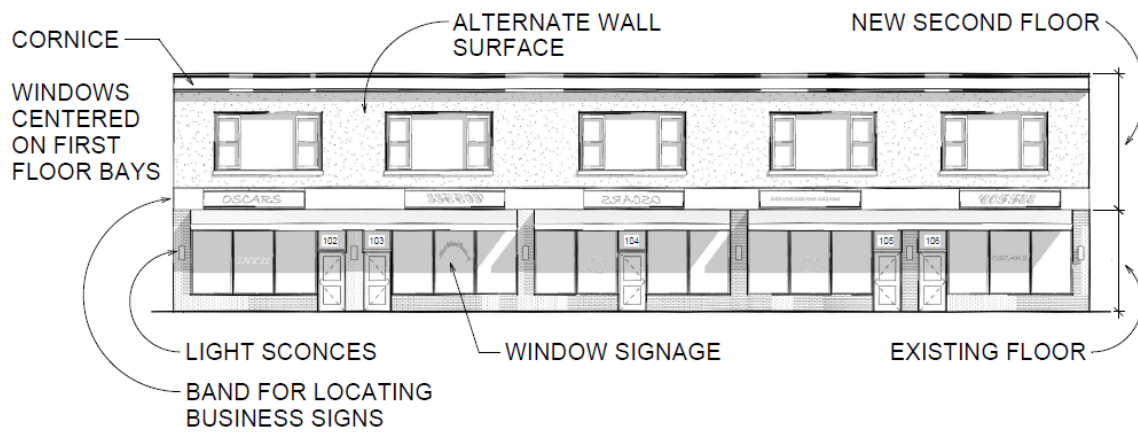 CORNICE
ALTERNATE WALL
SURFACE
NEW SECOND FLOOR
WINDOWS
CENTERED
ON FIRST
FLOOR BAYS
OSCARS
OSCARS
COFFEE
102
103
104
105
106
OSCARS
LIGHT SCONCES
WINDOW SIGNAGE
EXISTING FLOOR
BAND FOR LOCATING
BUSINESS SIGNS